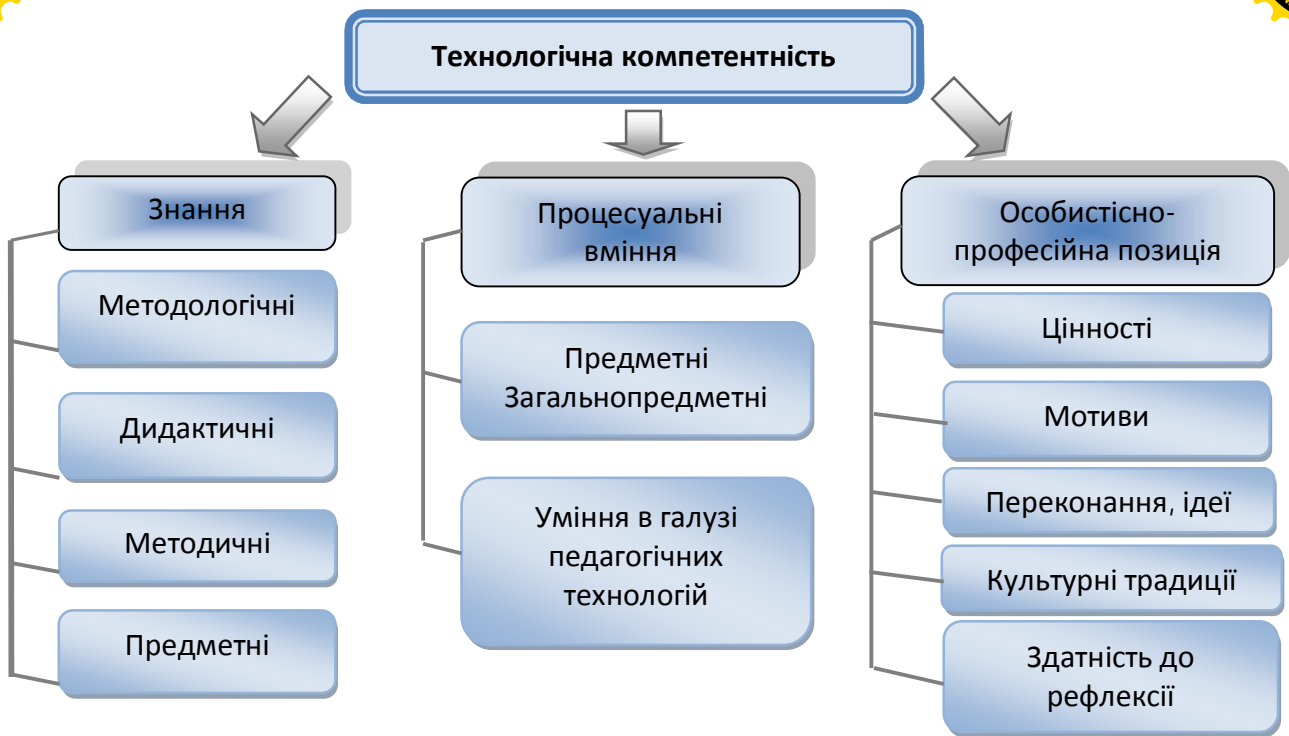 Технологічна компетентність
Знання
Методологічні
Дидактичні
Методичні
Предметні
Процесуальні
вміння
Предметні
Загальнопредметні
Уміння в галузі
педагогічних
технологій
Особистісно-
професійна позиція
Цінності
Мотиви
Переконання, ідеї
Культурні традиції
Здатність до
рефлексії